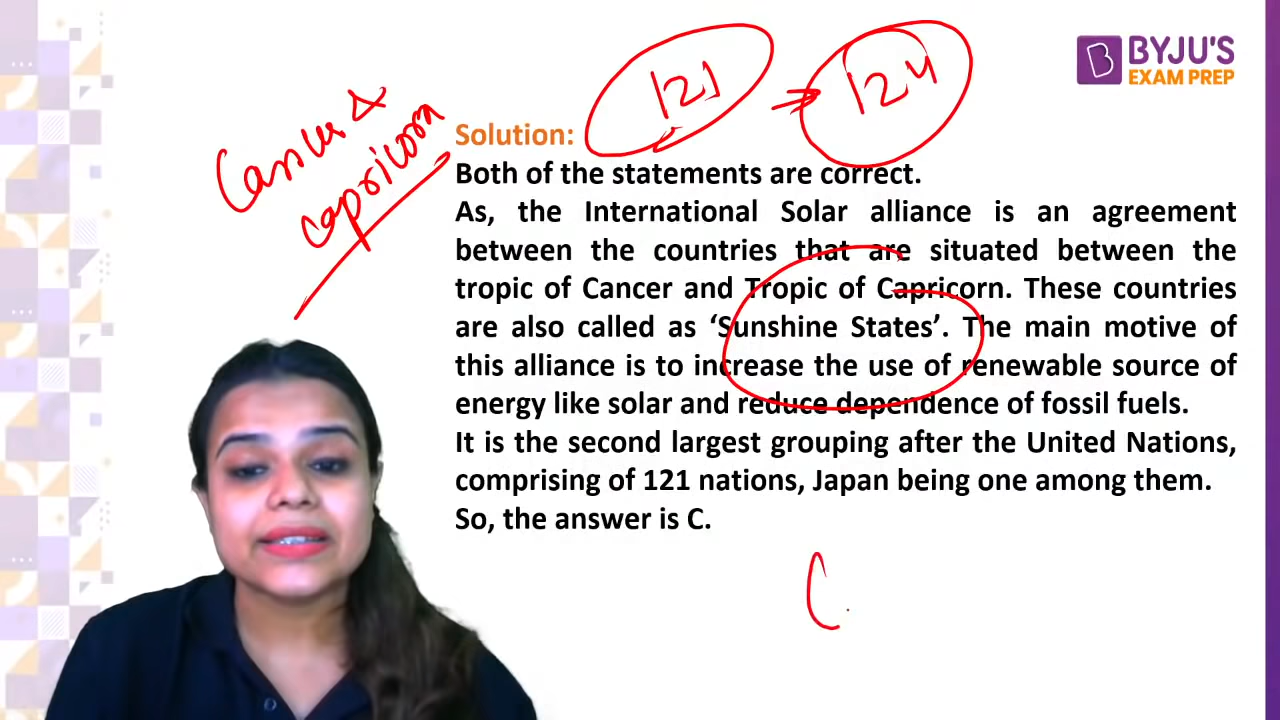 BYJU'S
EXAM PREP
121 ⇒ 124
Cancer &
capricorn
Solution:
Both of the statements are correct.
As, the International Solar alliance is an agreement
between the countries that are situated between the
tropic of Cancer and Tropic of Capricorn. These countries
are also called as ‘Sunshine States’. The main motive of
this alliance is to increase the use of renewable source of
energy like solar and reduce dependence of fossil fuels.
It is the second largest grouping after the United Nations,
comprising of 121 nations, Japan being one among them.
So, the answer is C.